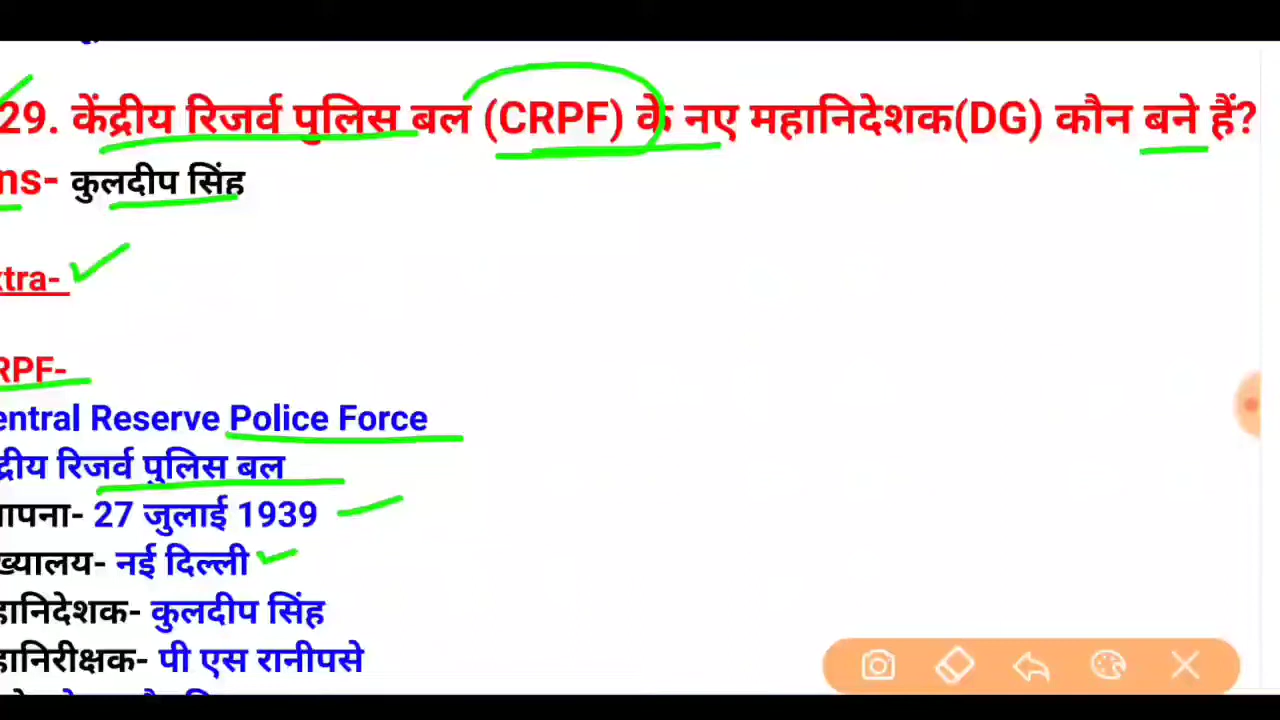 29. केंद्रीय रिजर्व पुलिस बल (CRPF) के नए महानिदेशक(DG) कौन बने हैं?
ns- कुलदीप सिंह
xtra-
RPF-
entral Reserve Police Force
द्रीय रिजर्व पुलिस बल
थापना- 27 जुलाई 1939
ख्यालय- नई दिल्ली
हानिदेशक- कुलदीप सिंह
हानिरीक्षक- पी एस रानीपसे